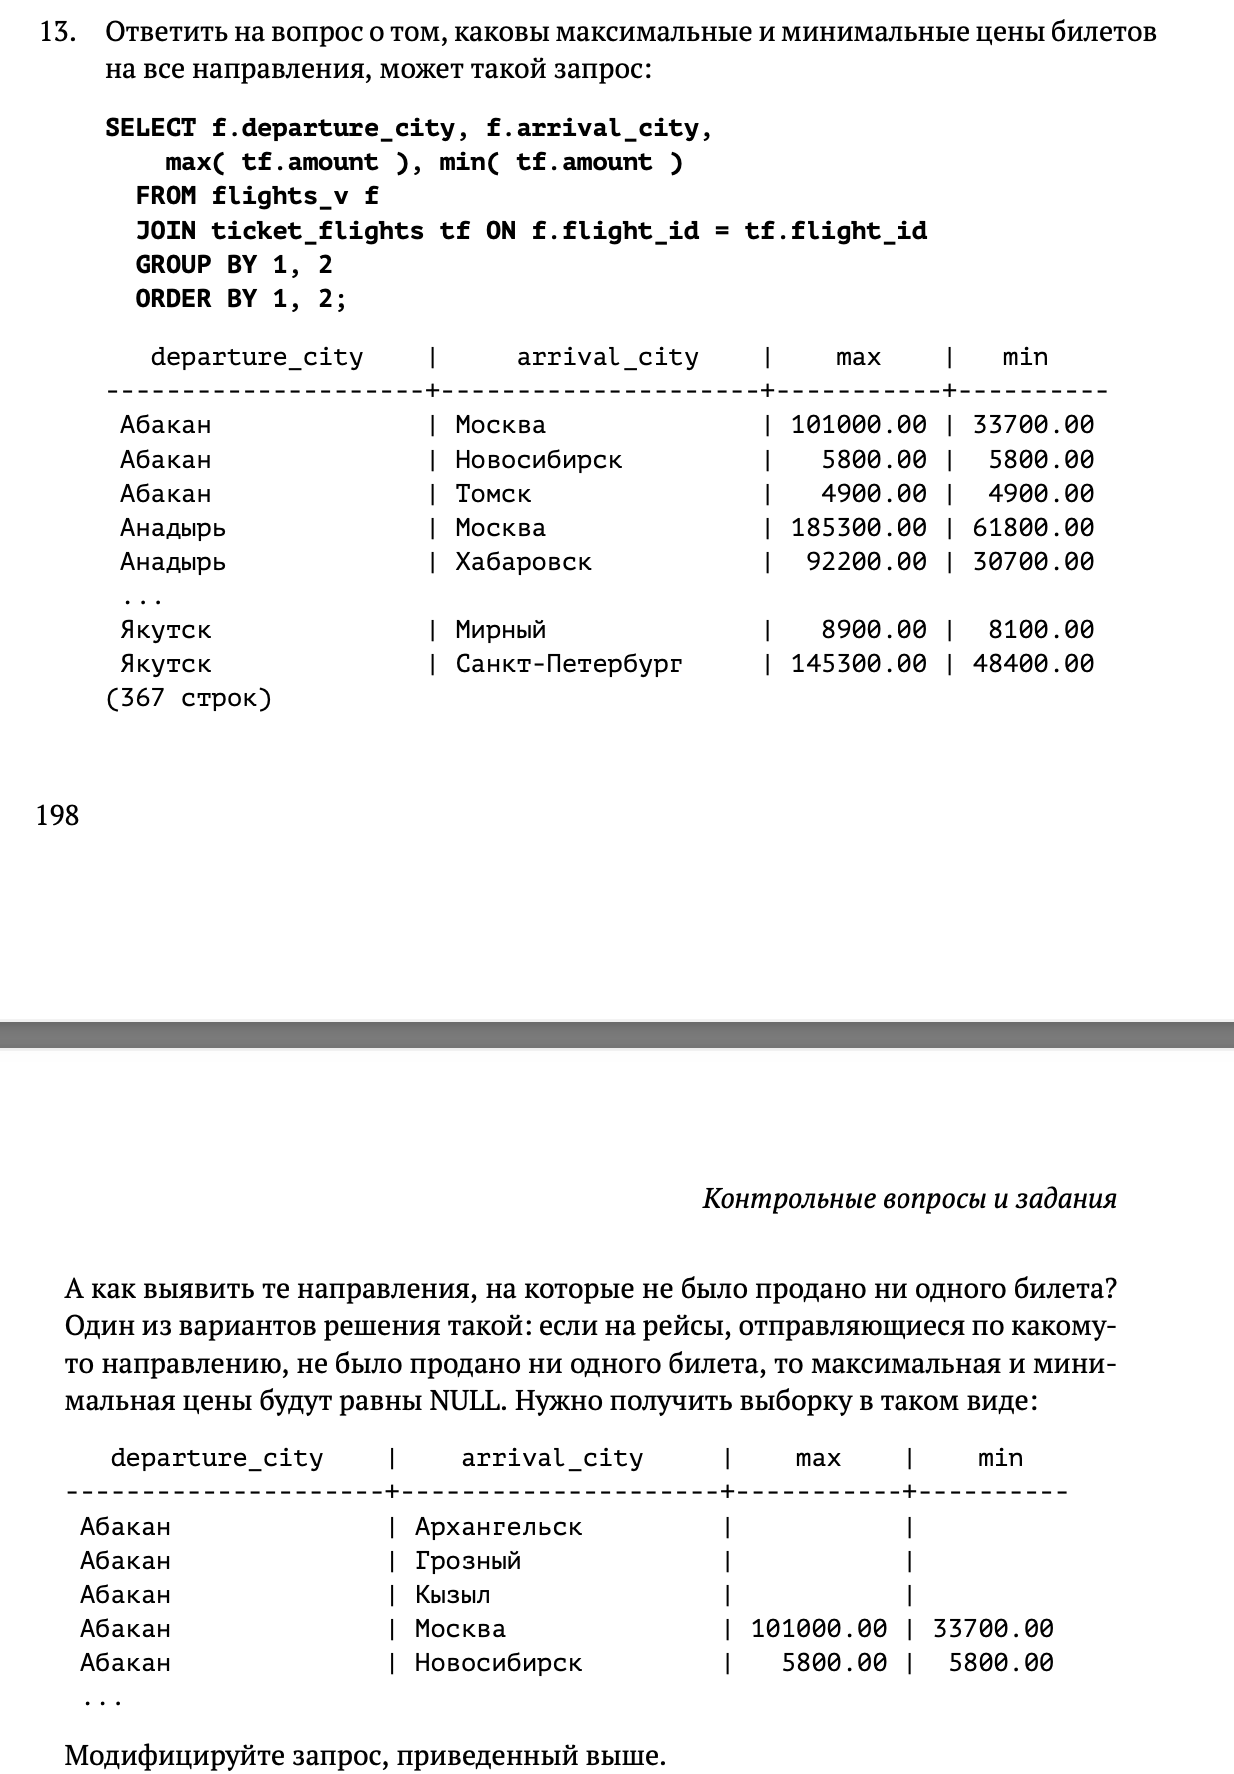 13. Ответить на вопрос о том, каковы максимальные и минимальные цены билетов
на все направления, может такой запрос:
SELECT f.departure_city, f.arrival_city,
    max( tf.amount ), min( tf.amount )
  FROM flights_v f
  JOIN ticket_flights tf ON f.flight_id = tf.flight_id
  GROUP BY 1, 2
  ORDER BY 1, 2;
   departure_city    |     arrival_city    |    max    |   min
---------------------+---------------------+-----------+----------
 Абакан              | Москва              | 101000.00 | 33700.00
 Абакан              | Новосибирск         |   5800.00 |  5800.00
 Абакан              | Томск               |   4900.00 |  4900.00
 Анадырь             | Москва              | 185300.00 | 61800.00
 Анадырь             | Хабаровск           |  92200.00 | 30700.00
 ...
 Якутск              | Мирный              |   8900.00 |  8100.00
 Якутск              | Санкт-Петербург     | 145300.00 | 48400.00
(367 строк)
198
Контрольные вопросы и задания
А как выявить те направления, на которые не было продано ни одного билета?
Один из вариантов решения такой: если на рейсы, отправляющиеся по какому-
то направлению, не было продано ни одного билета, то максимальная и мини-
мальная цены будут равны NULL. Нужно получить выборку в таком виде:
   departure_city    |    arrival_city     |    max    |   min
---------------------+---------------------+-----------+----------
 Абакан              | Архангельск         |           |
 Абакан              | Грозный             |           |
 Абакан              | Кызыл               |           |
 Абакан              | Москва              | 101000.00 | 33700.00
 Абакан              | Новосибирск         |   5800.00 |  5800.00
 ...
Модифицируйте запрос, приведенный выше.